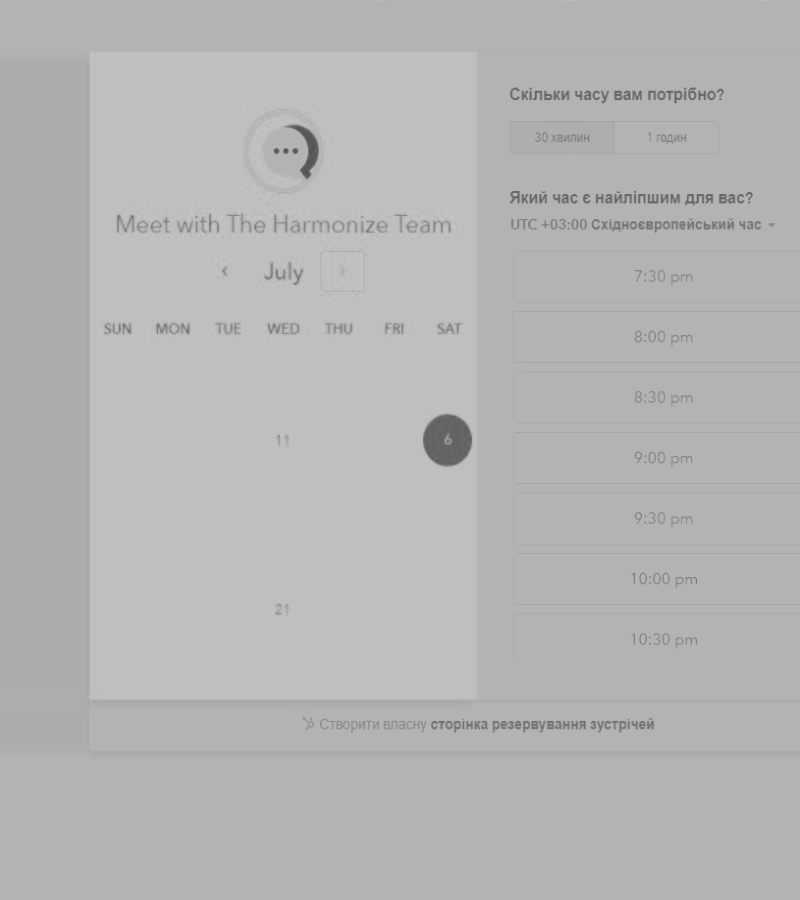 Meet with The Harmonize Team
July
SUN MON TUE WED THU FRI SAT
11 6
21
Скільки часу вам потрібно?
30 хвилин 1 годин
Який час є найліпшим для вас?
UTC +03:00 Східноєвропейський час
7:30 pm
8:00 pm
8:30 pm
9:00 pm
9:30 pm
10:00 pm
10:30 pm
Створити власну сторінка резервування зустрічей